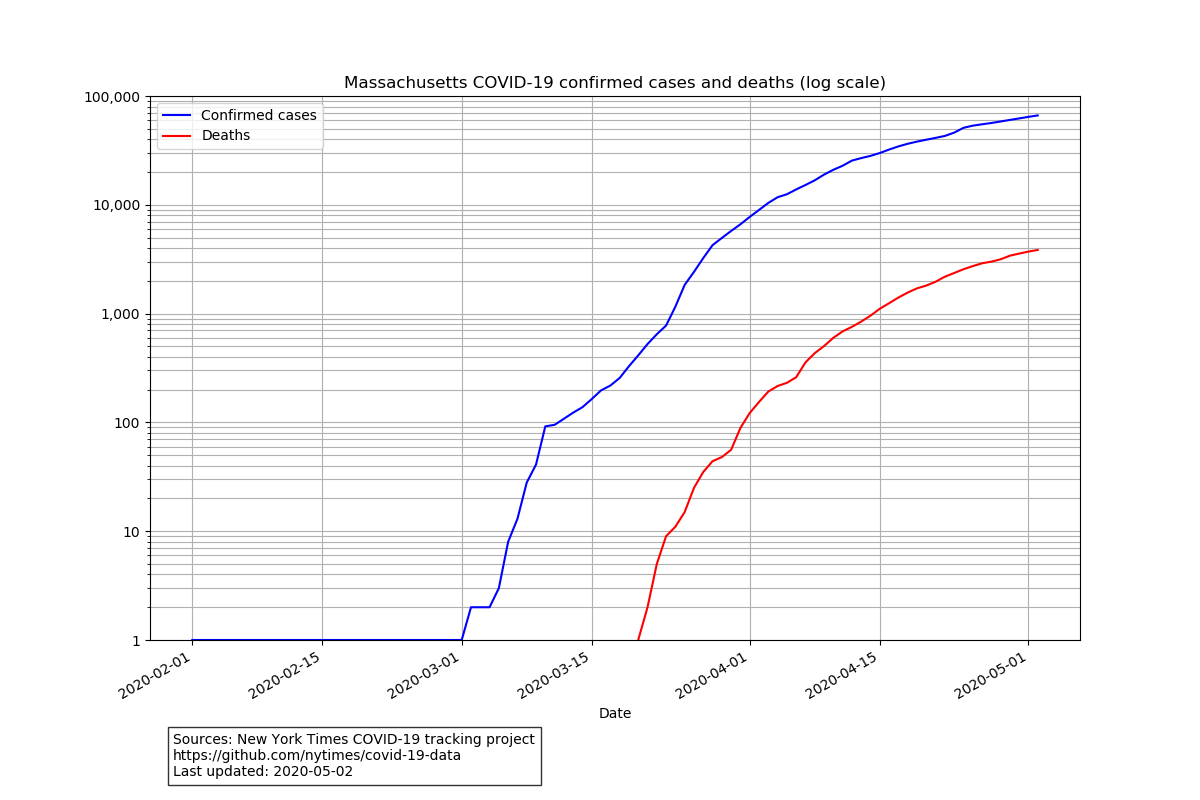 Massachusetts COVID-19 confirmed cases and deaths (log scale)
100,000
10,000
1,000
100
10
1
Confirmed cases
Deaths
2020-02-01
2020-02-15
2020-03-01
2020-03-15
2020-04-01
2020-04-15
2020-05-01
Date
Sources: New York Times COVID-19 tracking project
https://github.com/nytimes/covid-19-data
Last updated: 2020-05-02